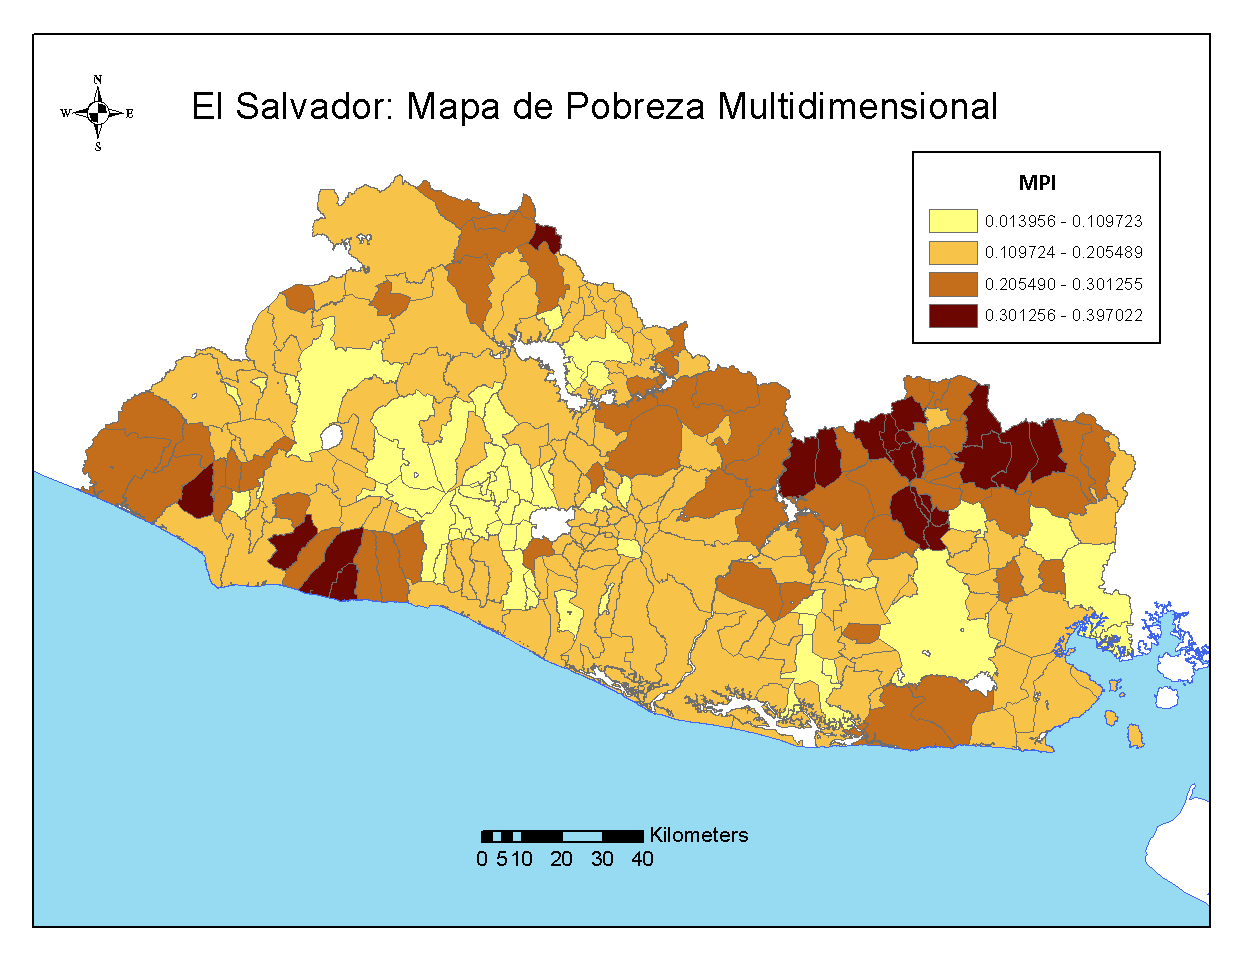 N
W E
S
El Salvador: Mapa de Pobreza Multidimensional
MPI
0.013956 - 0.109723
0.109724 - 0.205489
0.205490 - 0.301255
0.301256 - 0.397022
Kilometers
0 5 10 20 30 40